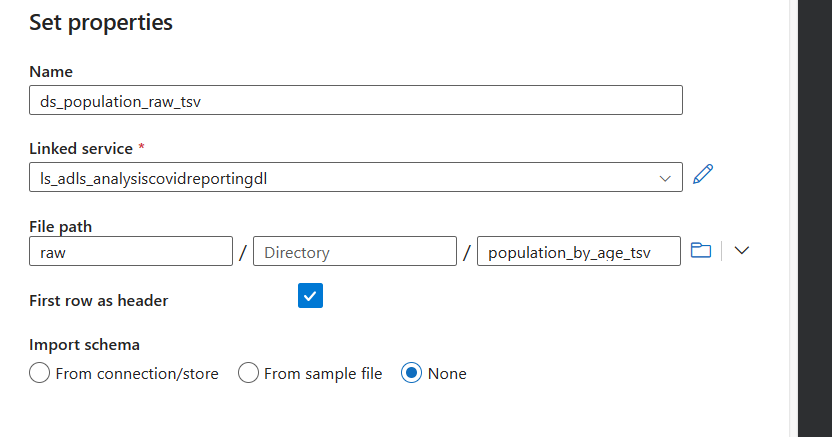 Set properties
Name
ds_population_raw_tsv
Linked service *
ls_adls_analysiscovidreportingdl
File path
raw / Directory / population_by_age_tsv
First row as header
Import schema
From connection/store From sample file None